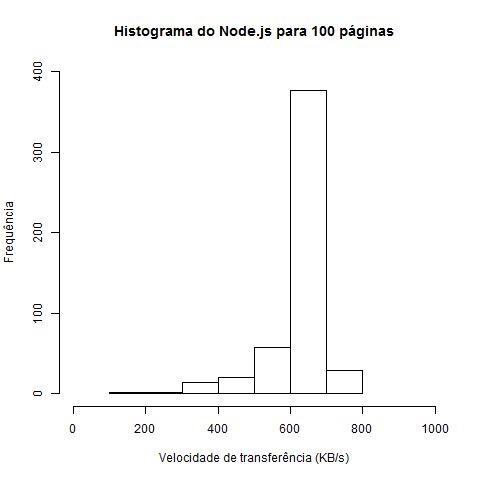 Histograma do Node.js para 100 páginas
Frequência
400
300
200
100
0
0 200 400 600 800 1000
Velocidade de transferência (KB/s)